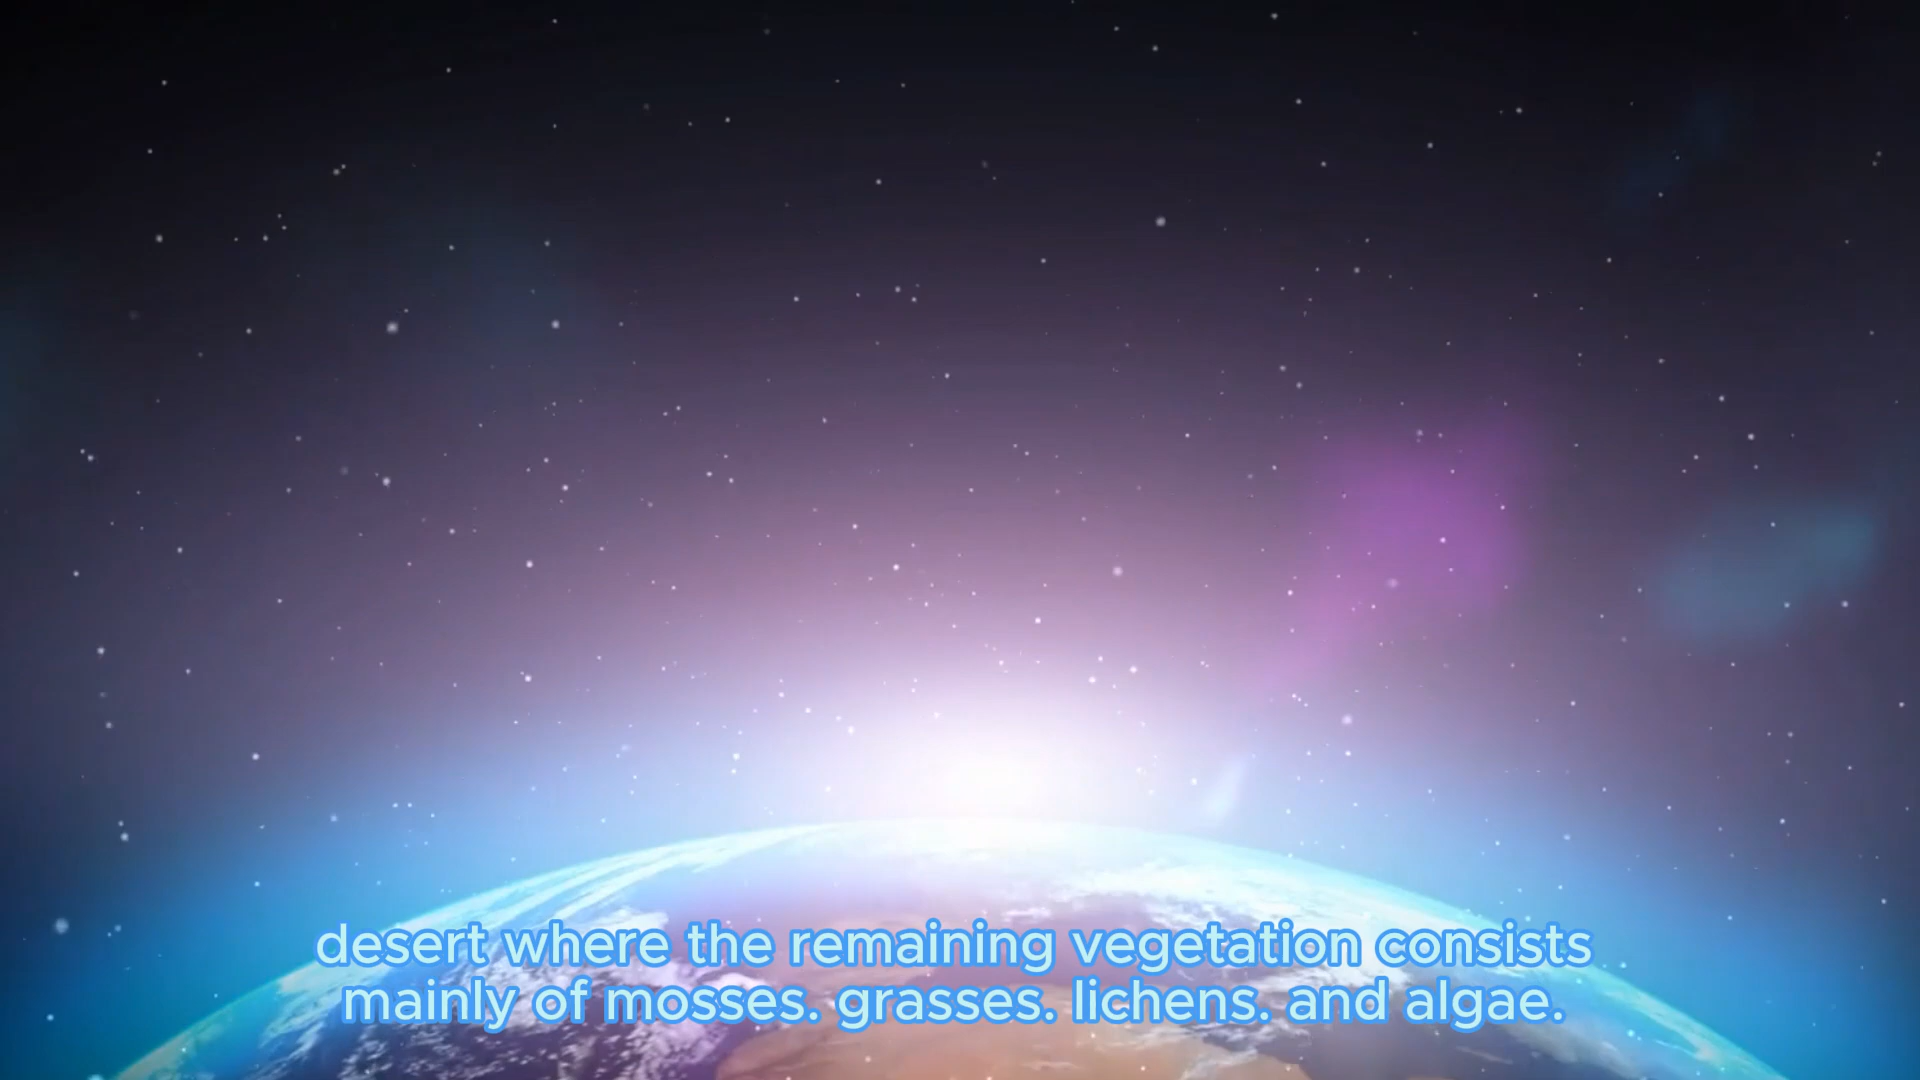 desert where the remaining vegetation consists
mainly of mosses. grasses. lichens. and algae.